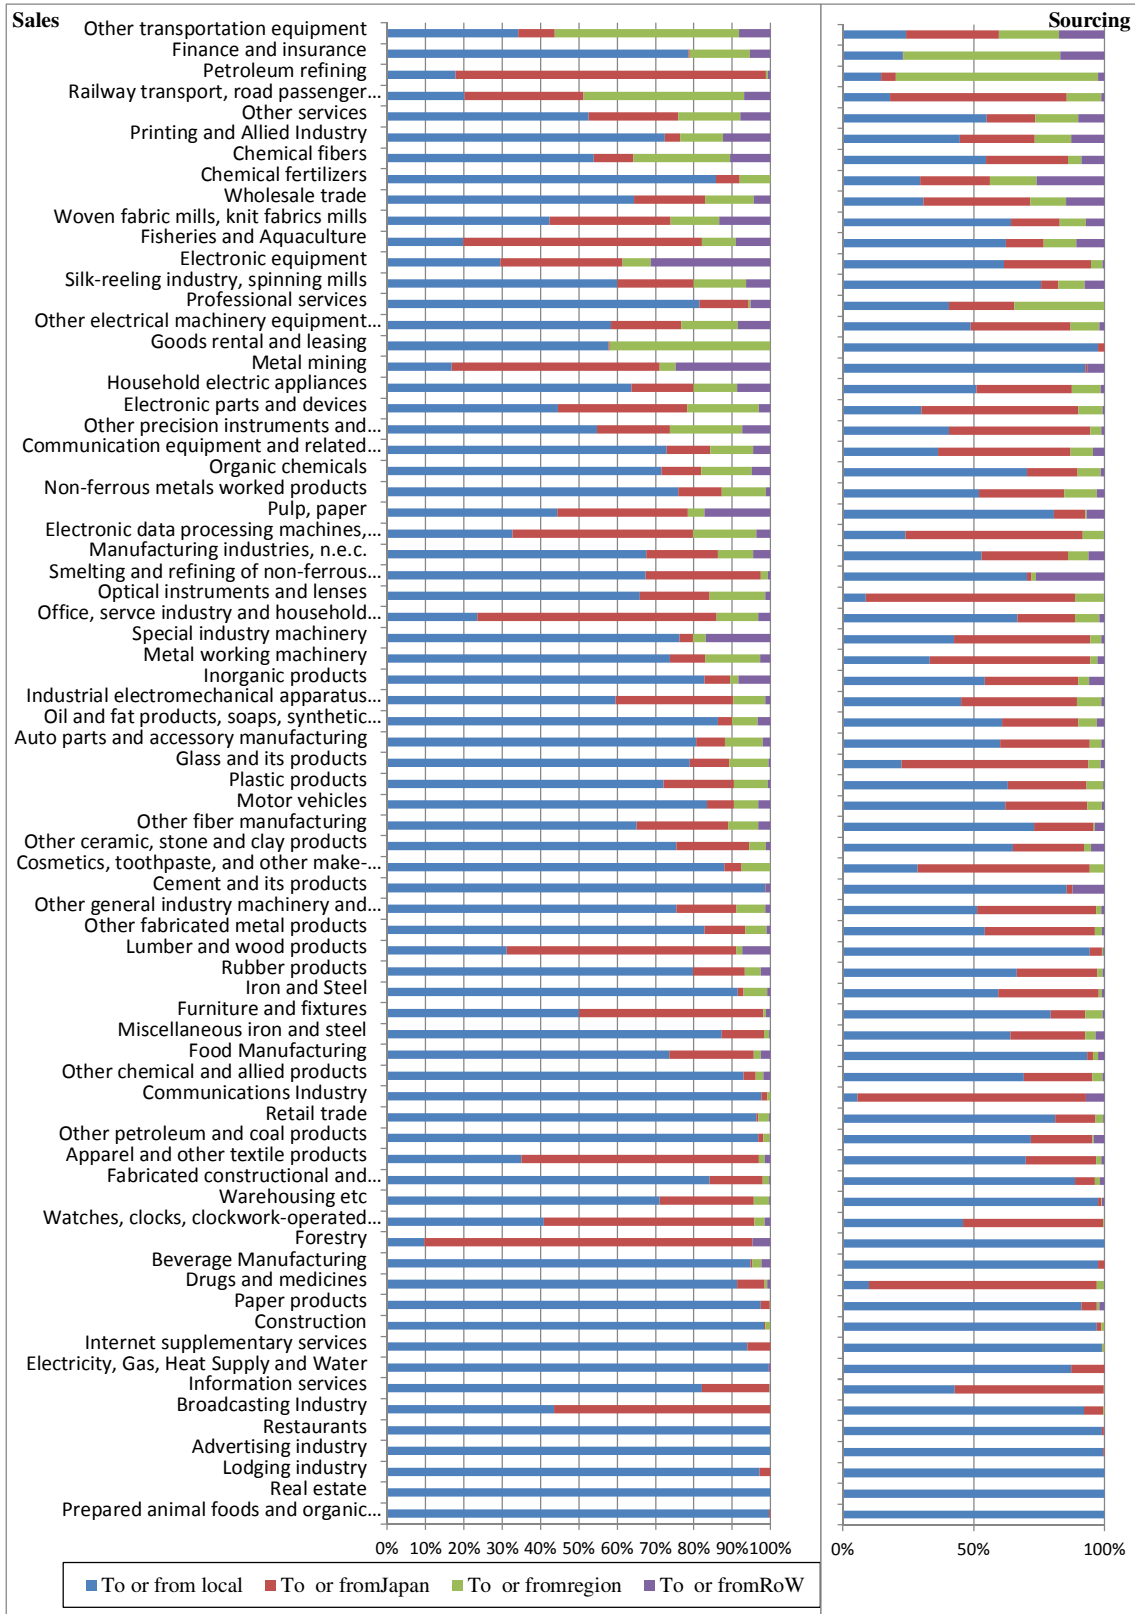 Sales
Sourcing
Other transportation equipment
Finance and insurance
Petroleum refining
Railway transport, road passenger...
Other services
Printing and Allied Industry
Chemical fibers
Chemical fertilizers
Wholesale trade
Woven fabric mills, knit fabrics mills
Fisheries and Aquaculture
Electronic equipment
Silk-reeling industry, spinning mills
Professional services
Other electrical machinery equipment...
Goods rental and leasing
Metal mining
Household electric appliances
Electronic parts and devices
Other precision instruments and...
Communication equipment and related...
Organic chemicals
Non-ferrous metals worked products
Pulp, paper
Electronic data processing machines,...
Manufacturing industries, n.e.c.
Smelting and refining of non-ferrous...
Optical instruments and lenses
Office, servce industry and household...
Special industry machinery
Metal working machinery
Inorganic products
Industrial electromechanical apparatus...
Oil and fat products, soaps, synthetic...
Auto parts and accessory manufacturing
Glass and its products
Plastic products
Motor vehicles
Other fiber manufacturing
Other ceramic, stone and clay products
Cosmetics, toothpaste, and other make-...
Cement and its products
Other general industry machinery and...
Other fabricated metal products
Lumber and wood products
Rubber products
Iron and Steel
Furniture and fixtures
Miscellaneous iron and steel
Food Manufacturing
Other chemical and allied products
Communications Industry
Retail trade
Other petroleum and coal products
Apparel and other textile products
Fabricated constructional and...
Warehousing etc
Watches, clocks, clockwork-operated...
Forestry
Beverage Manufacturing
Drugs and medicines
Paper products
Construction
Internet supplementary services
Electricity, Gas, Heat Supply and Water
Information services
Broadcasting Industry
Restaurants
Advertising industry
Lodging industry
Real estate
Prepared animal foods and organic...
0% 10% 20% 30% 40% 50% 60% 70% 80% 90% 100%
0% 50% 100%
To or from local To or fromJapan To or fromregion To or fromRoW